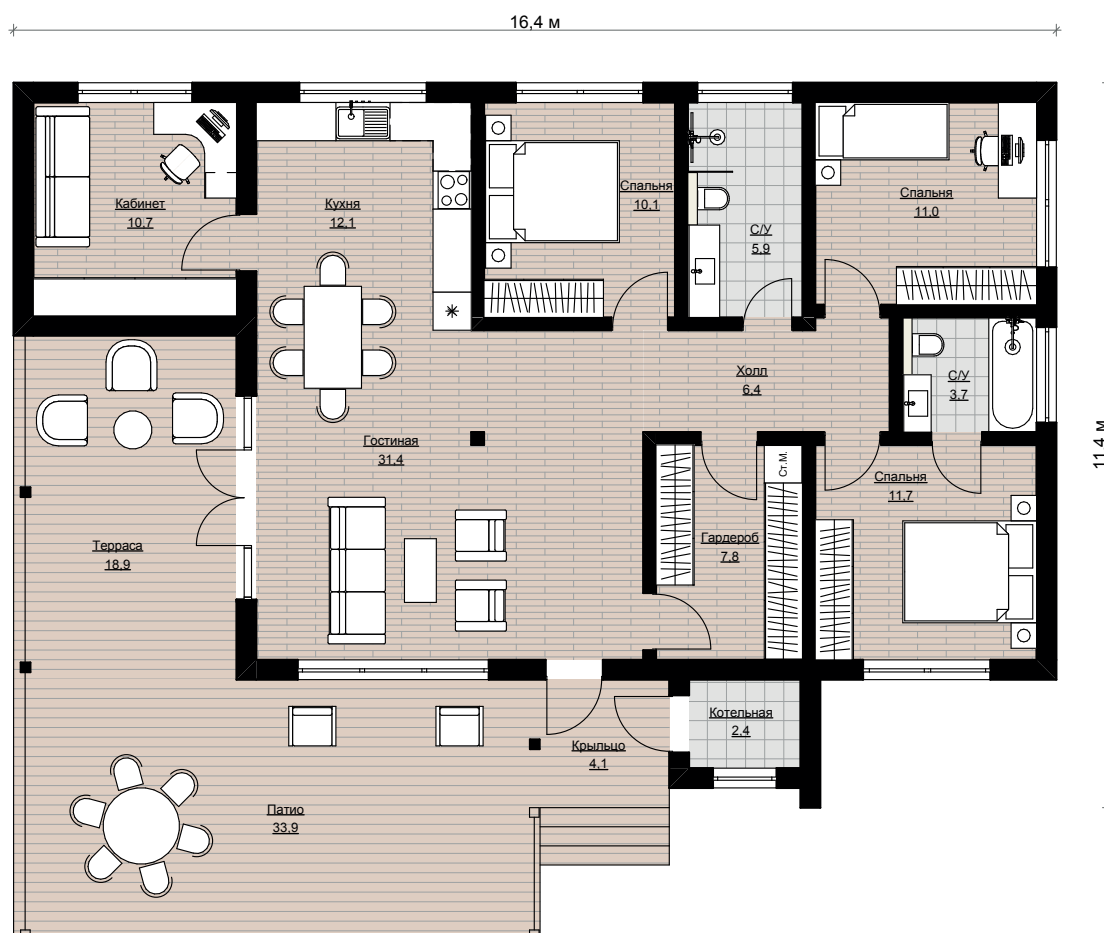 16,4 м
Спальня
10,1
Спальня
11,0
Кабинет
10,7
Кухня
12,1
С/У
5,9
Холл
6,4
С/У
3,7
Гостиная
31,4
11,4 м
Ст.М.
Спальня
11,7
Терраса
18,9
Гардероб
7,8
Котельная
2,4
Крыльцо
4,1
Патио
33,9